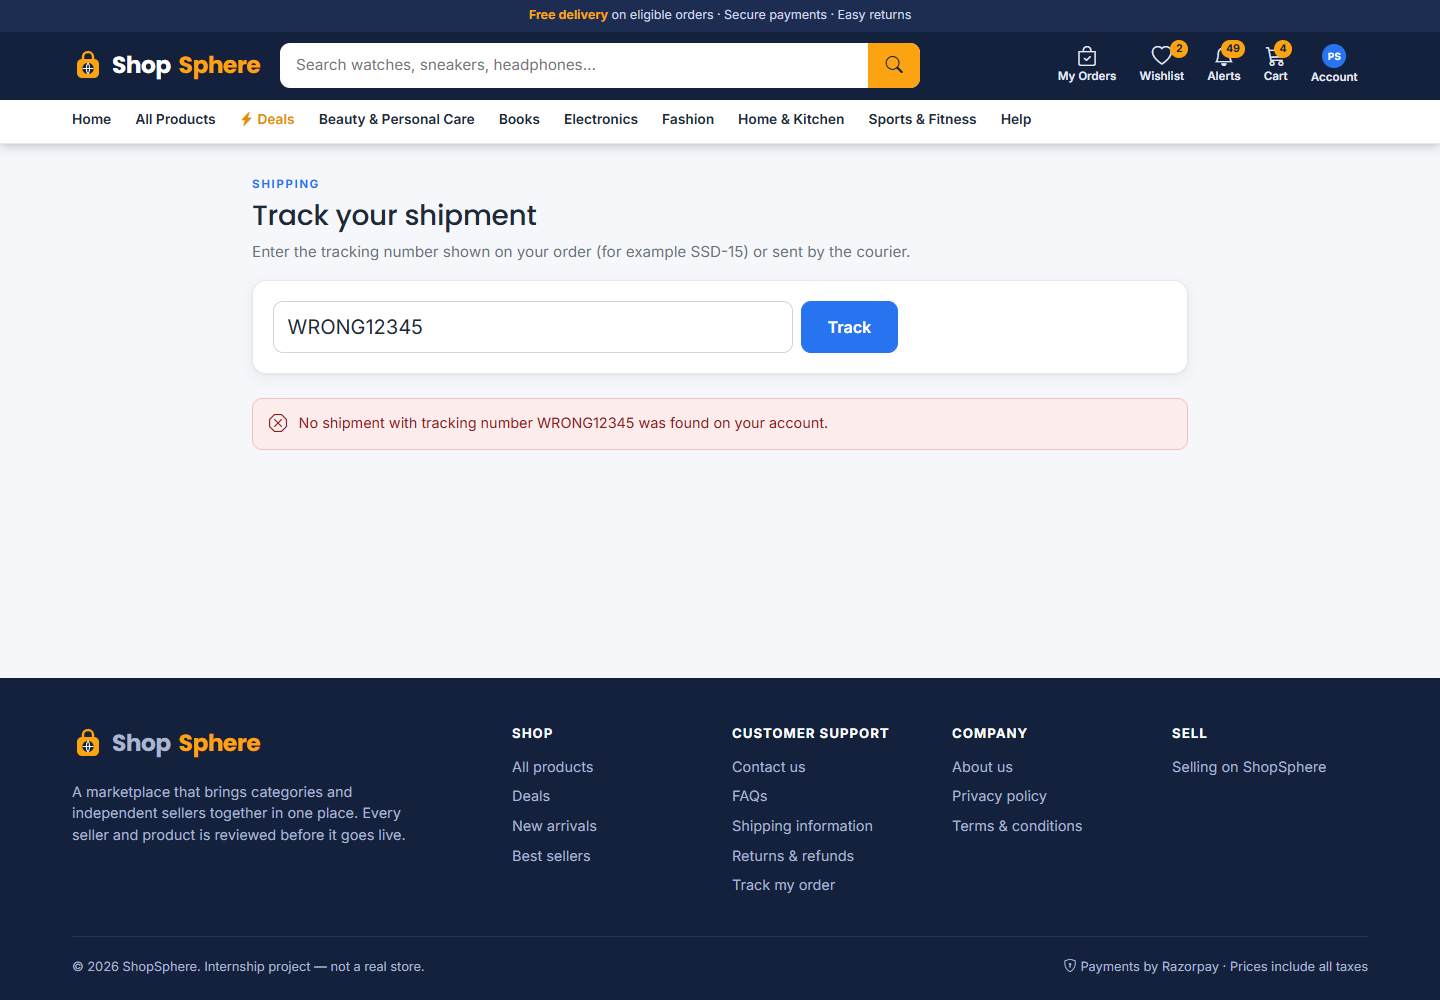 Free delivery on eligible orders · Secure payments · Easy returns
Shop Sphere
Search watches, sneakers, headphones...
My Orders
2
Wishlist
49
Alerts
4
Cart
PS
Account
Home
All Products
Deals
Beauty & Personal Care
Books
Electronics
Fashion
Home & Kitchen
Sports & Fitness
Help
SHIPPING
Track your shipment
Enter the tracking number shown on your order (for example SSD-15) or sent by the courier.
WRONG12345
Track
No shipment with tracking number WRONG12345 was found on your account.
Shop Sphere
A marketplace that brings categories and
independent sellers together in one place. Every
seller and product is reviewed before it goes live.
SHOP
All products
Deals
New arrivals
Best sellers
CUSTOMER SUPPORT
Contact us
FAQs
Shipping information
Returns & refunds
Track my order
COMPANY
About us
Privacy policy
Terms & conditions
SELL
Selling on ShopSphere
© 2026 ShopSphere. Internship project — not a real store.
Payments by Razorpay · Prices include all taxes